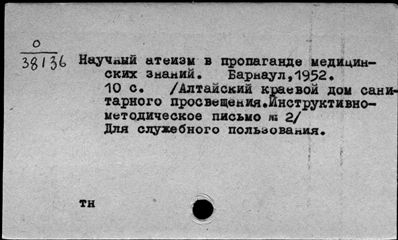 О
38136
Научный атеизм в пропаганде медицин-
ских знаний. Барнаул,1952.
10 с. /Алтайский краевой дом сани-
тарного просвещения.Инструктивно-
методическое письмо № 2/
Для служебного пользования.
тн